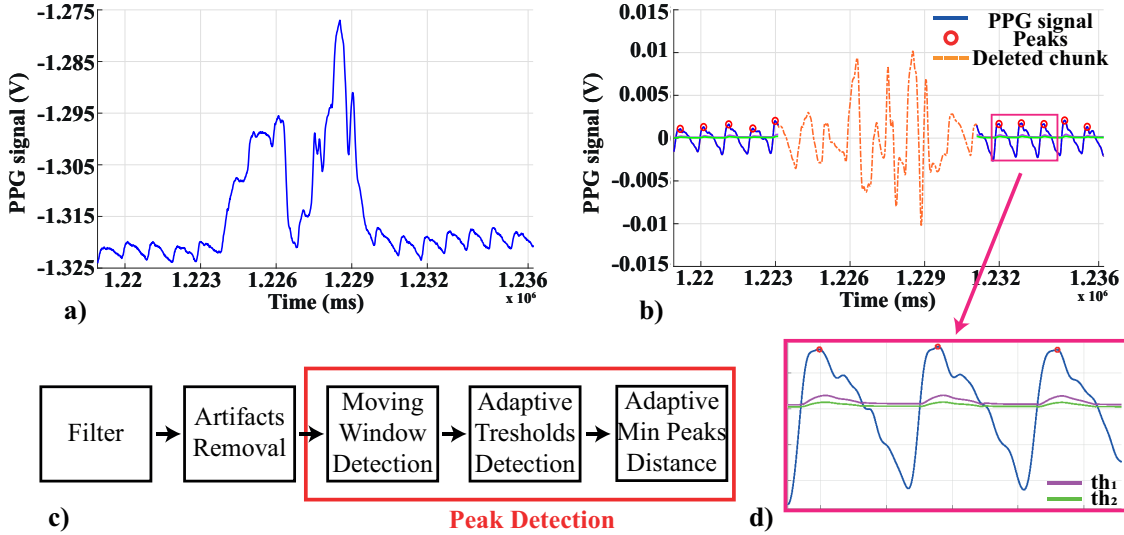 -1.275
-1.285
-1.295
-1.305
-1.315
-1.325
PPG signal (V)
1.22
1.223
1.226
1.229
1.233
1.236
Time (ms)
x 10⁶
a)
0.015
0.01
0.005
0
-0.005
-0.01
-0.015
PPG signal (V)
PPG signal
Peaks
Deleted chunk
1.22
1.223
1.226
1.229
1.232
1.236
Time (ms)
x 10⁶
b)
Filter
Artifacts
Removal
Moving
Window
Detection
Adaptive
Tresholds
Detection
Adaptive
Min Peaks
Distance
Peak Detection
c)
th₁
th₂
d)